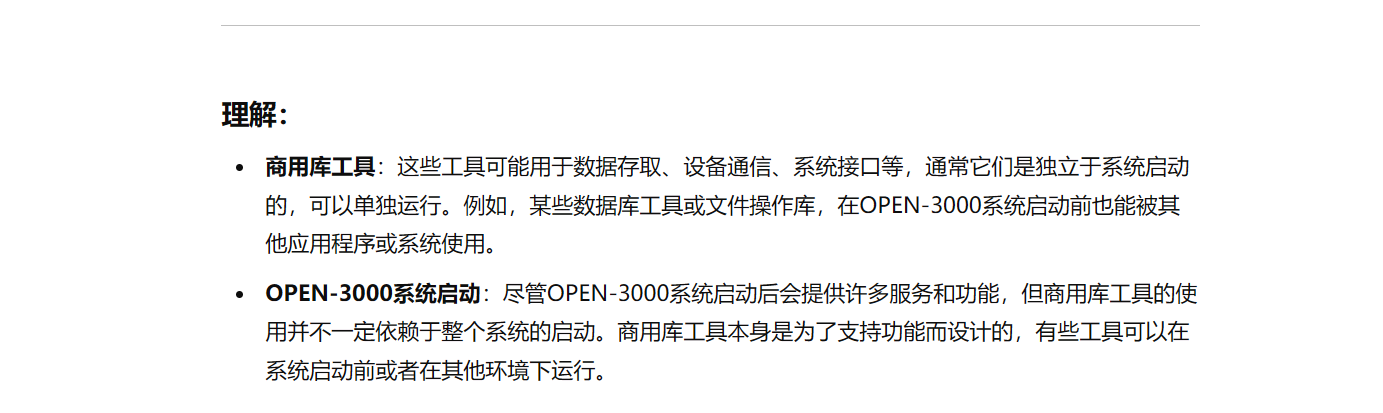 理解：
商用库工具：这些工具可能用于数据存取、设备通信、系统接口等，通常它们是独立于系统启动
的，可以单独运行。例如，某些数据库工具或文件操作库，在OPEN-3000系统启动前也能被其
他应用程序或系统使用。
OPEN-3000系统启动：尽管OPEN-3000系统启动后会提供许多服务和功能，但商用库工具的使
用并不一定依赖于整个系统的启动。商用库工具本身是为了支持功能而设计的，有些工具可以在
系统启动前或者在其他环境下运行。